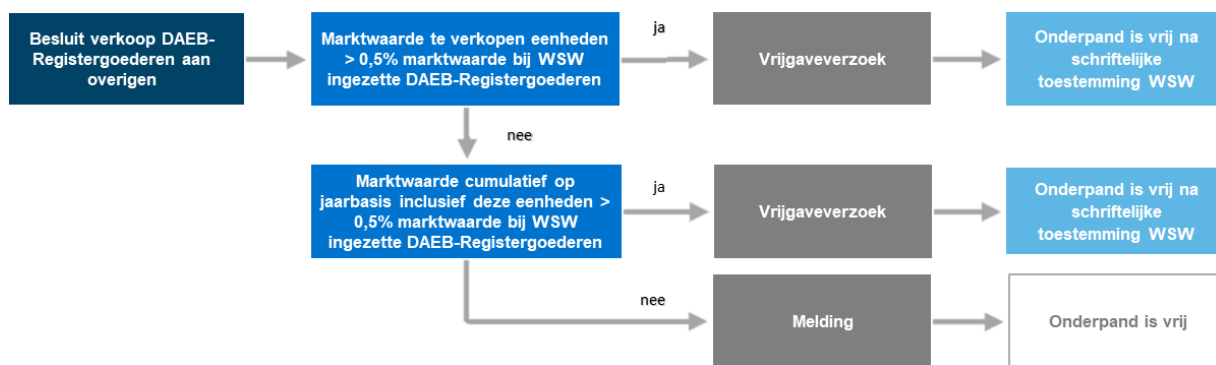 Besluit verkoop DAEB-
Registergoederen aan
overigen
Marktwaarde te verkopen eenheden
> 0,5% marktwaarde bij WSW
ingezette DAEB-Registergoederen
ja
Vrijgaveverzoek
Onderpand is vrij na
schriftelijke
toestemming WSW
nee
Marktwaarde cumulatief op
jaarbasis inclusief deze eenheden >
0,5% marktwaarde bij WSW
ingezette DAEB-Registergoederen
ja
Vrijgaveverzoek
Onderpand is vrij na
schriftelijke
toestemming WSW
nee
Melding
Onderpand is vrij